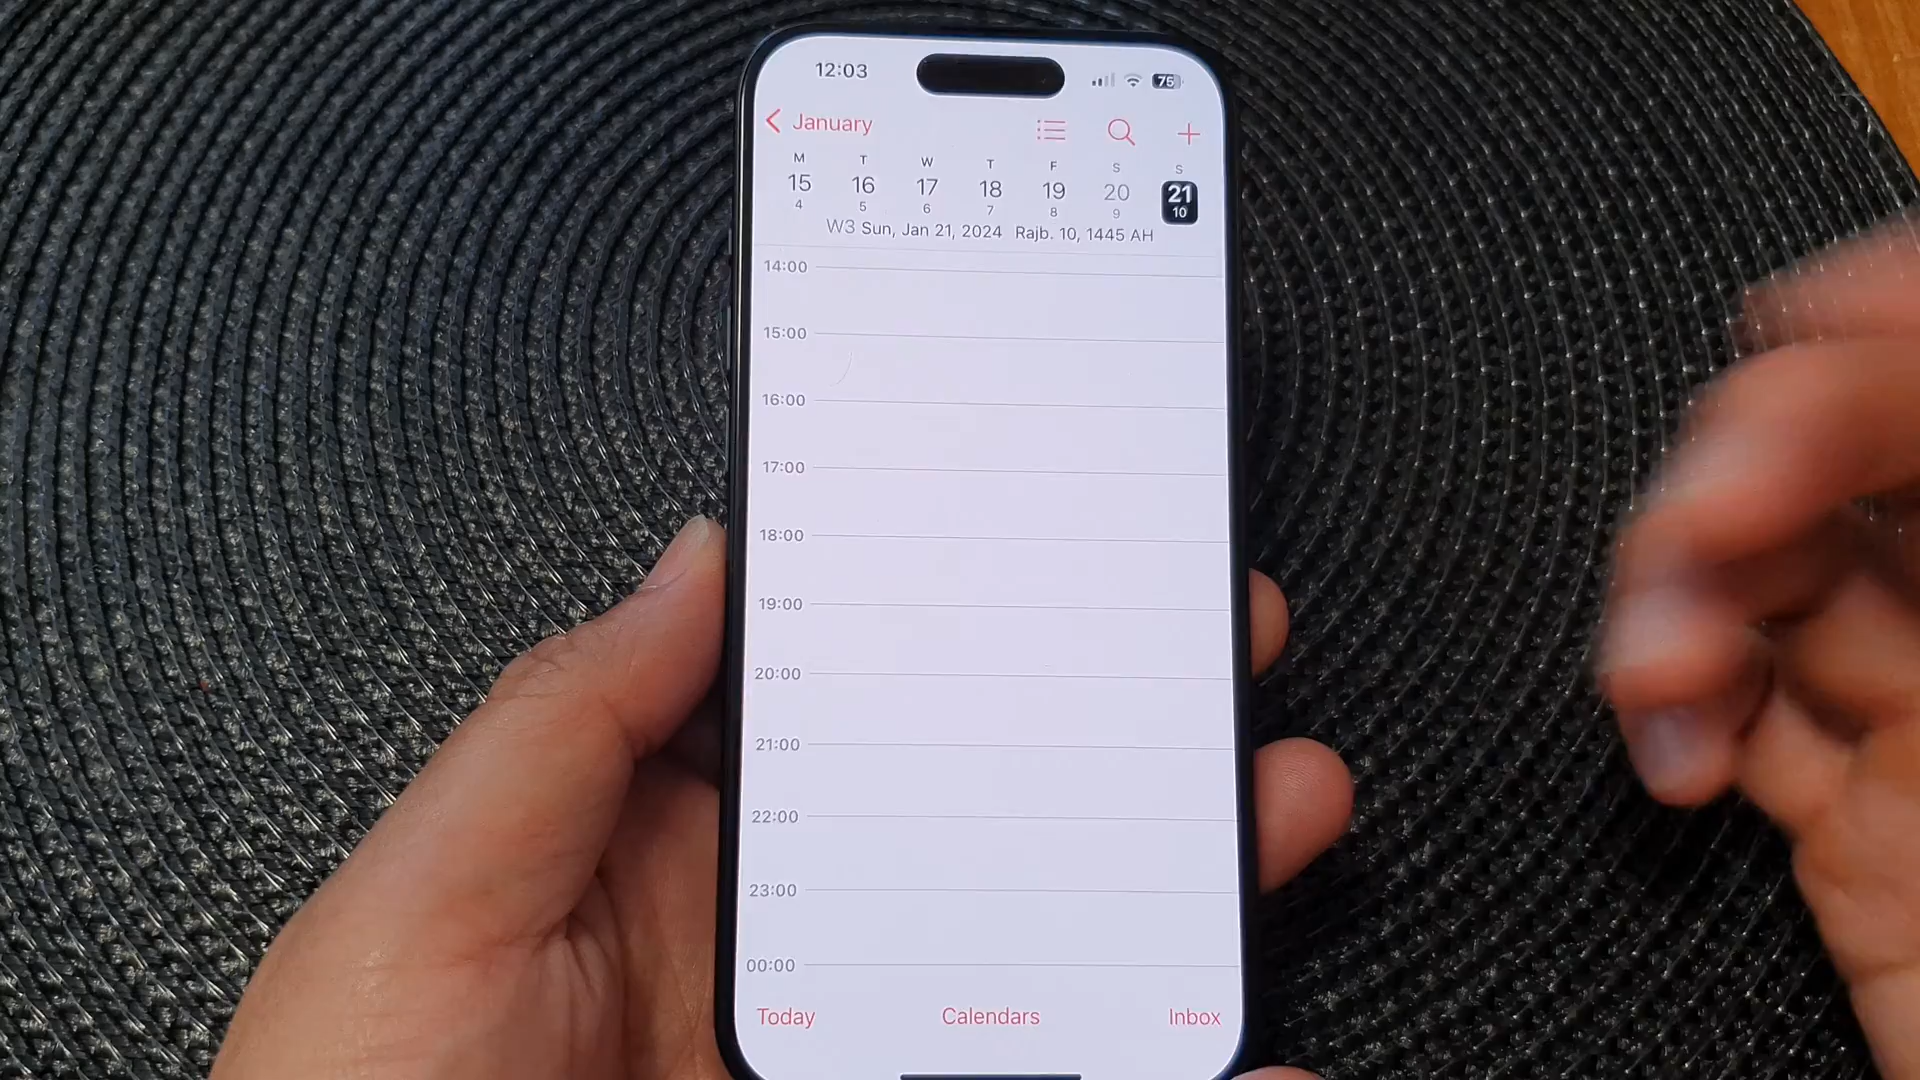 12:03 75
January
M T W T F S S
15 16 17 18 19 20 21
4 5 6 7 8 9 10
W3 Sun, Jan 21, 2024 Rajb. 10, 1445 AH
14:00
15:00
16:00
17:00
18:00
19:00
20:00
21:00
22:00
23:00
00:00
Today Calendars Inbox